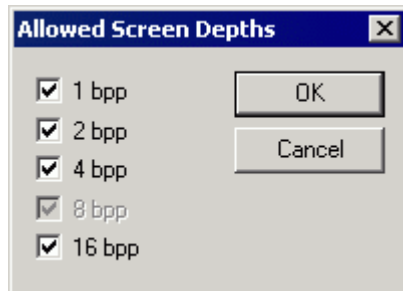 Allowed Screen Depths
1 bpp
OK
2 bpp
Cancel
4 bpp
8 bpp
16 bpp